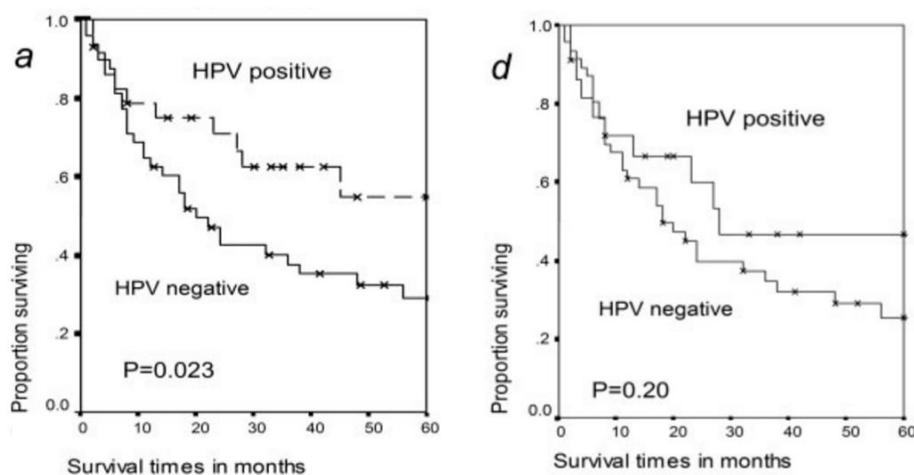 a
1.0
.8
.6
.4
.2
0.0
Proportion surviving
HPV positive
HPV negative
P=0.023
0 10 20 30 40 50 60
Survival times in months
d
1.0
.8
.6
.4
.2
0.0
Proportion surviving
HPV positive
HPV negative
P=0.20
0 10 20 30 40 50 60
Survival times in months